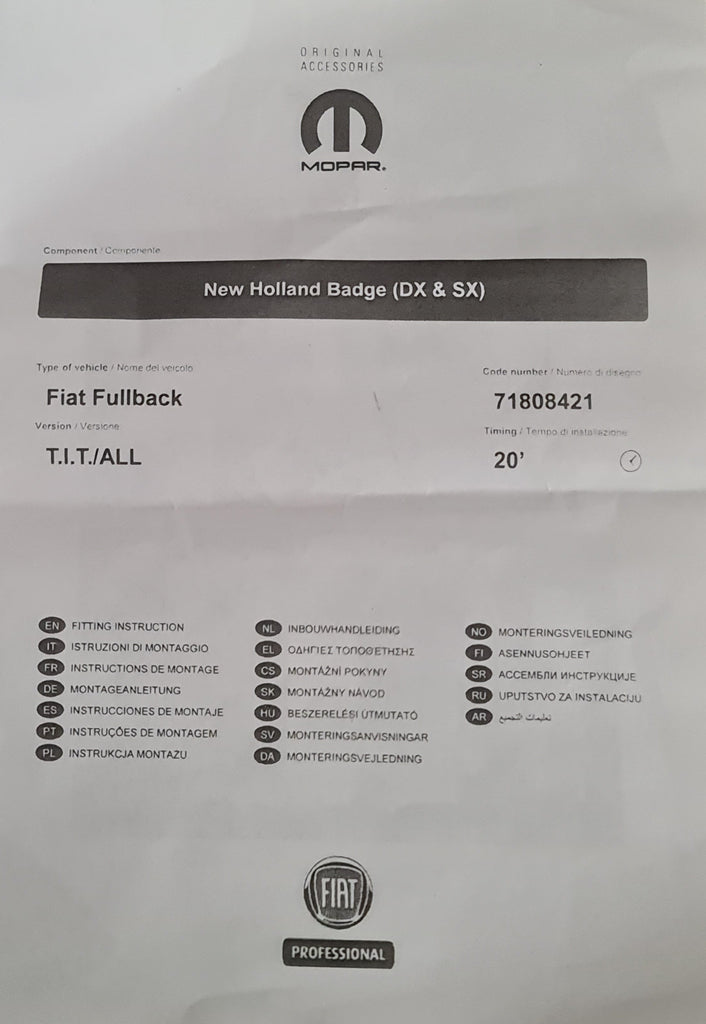 ORIGINAL
ACCESSORIES
MOPAR®
Component / Componente
New Holland Badge (DX & SX)
Type of vehicle / Nome del veicolo
Fiat Fullback
Code number / Numero di disegno
71808421
Version / Versione
T.I.T./ALL
Timing / Tempo di installazione
20’
EN FITTING INSTRUCTION
IT ISTRUZIONI DI MONTAGGIO
FR INSTRUCTIONS DE MONTAGE
DE MONTAGEANLEITUNG
ES INSTRUCCIONES DE MONTAJE
PT INSTRUÇÕES DE MONTAGEM
PL INSTRUKCJA MONTAŻU
NL INBOUWHANDLEIDING
EL ΟΔΗΓΙΕΣ ΤΟΠΟΘΕΤΗΣΗΣ
CS MONTÁŽNÍ POKYNY
SK MONTÁŽNY NÁVOD
HU BESZERELÉSI ÚTMUTATÓ
SV MONTERINGSANVISNINGAR
DA MONTERINGSVEJLEDNING
NO MONTERINGSVEILEDNING
FI ASENNUSOHJEET
SR АССЕМБЛИ ИНСТРУКЦИЈЕ
RU UPUTSTVO ZA INSTALACIJU
AR تعليمات التجميع
FIAT
PROFESSIONAL